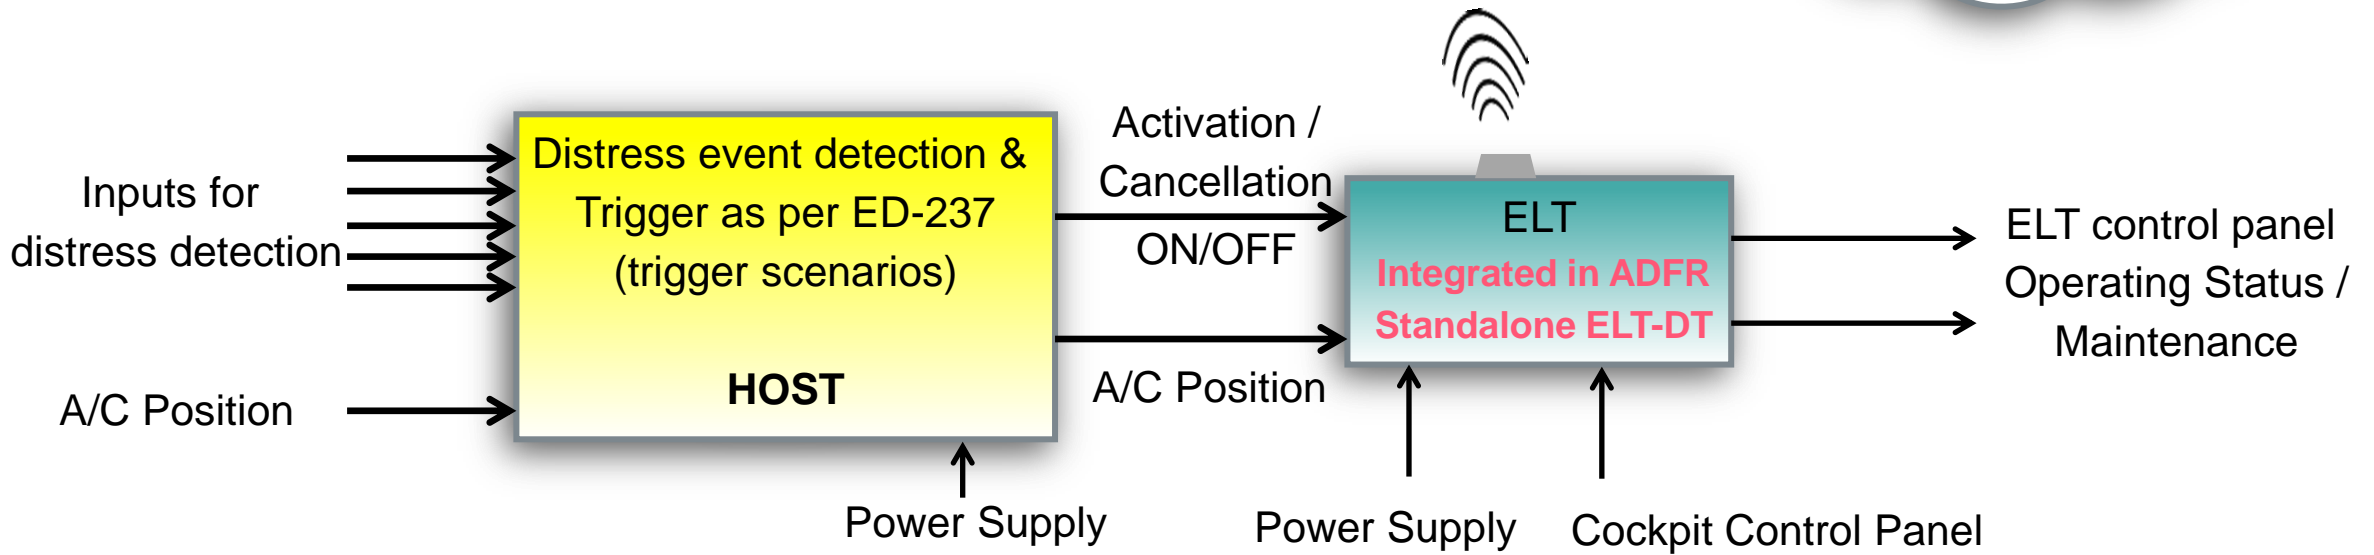 Inputs for
distress detection
A/C Position
Distress event detection &
Trigger as per ED-237
(trigger scenarios)
HOST
Power Supply
Activation /
Cancellation
ON/OFF
A/C Position
ELT
Integrated in ADFR
Standalone ELT-DT
Power Supply
Cockpit Control Panel
ELT control panel
Operating Status /
Maintenance